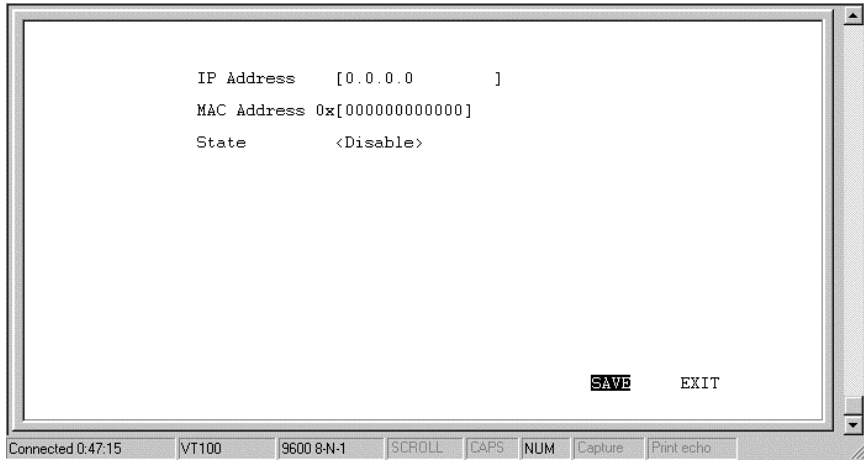 IP Address [0.0.0.0 ]
MAC Address 0x[000000000000]
State <Disable>
SAVE EXIT
Connected 0:47:15 VT100 9600 8-N-1 SCROLL CAPS NUM Capture Print echo